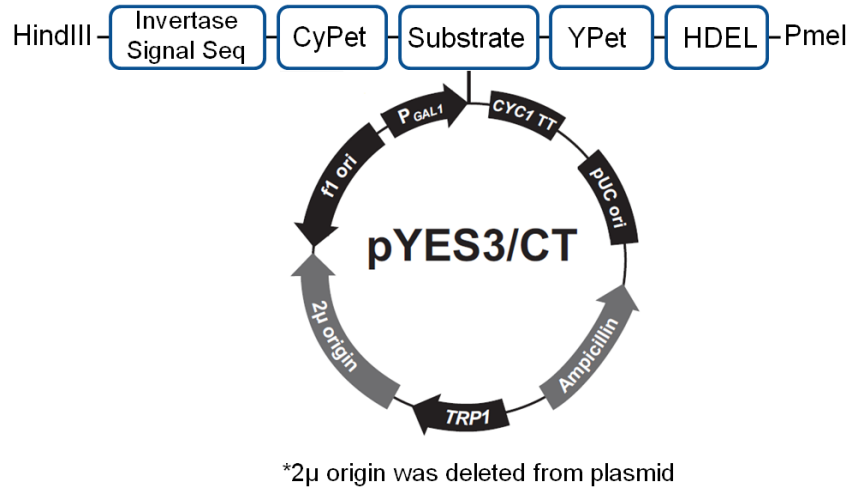 HindIII
Invertase
Signal Seq
CyPet
Substrate
YPet
HDEL
PmeI
PGAL1
CYC1 TT
f1 ori
pUC ori
pYES3/CT
2µ origin
Ampicillin
TRP1
*2µ origin was deleted from plasmid